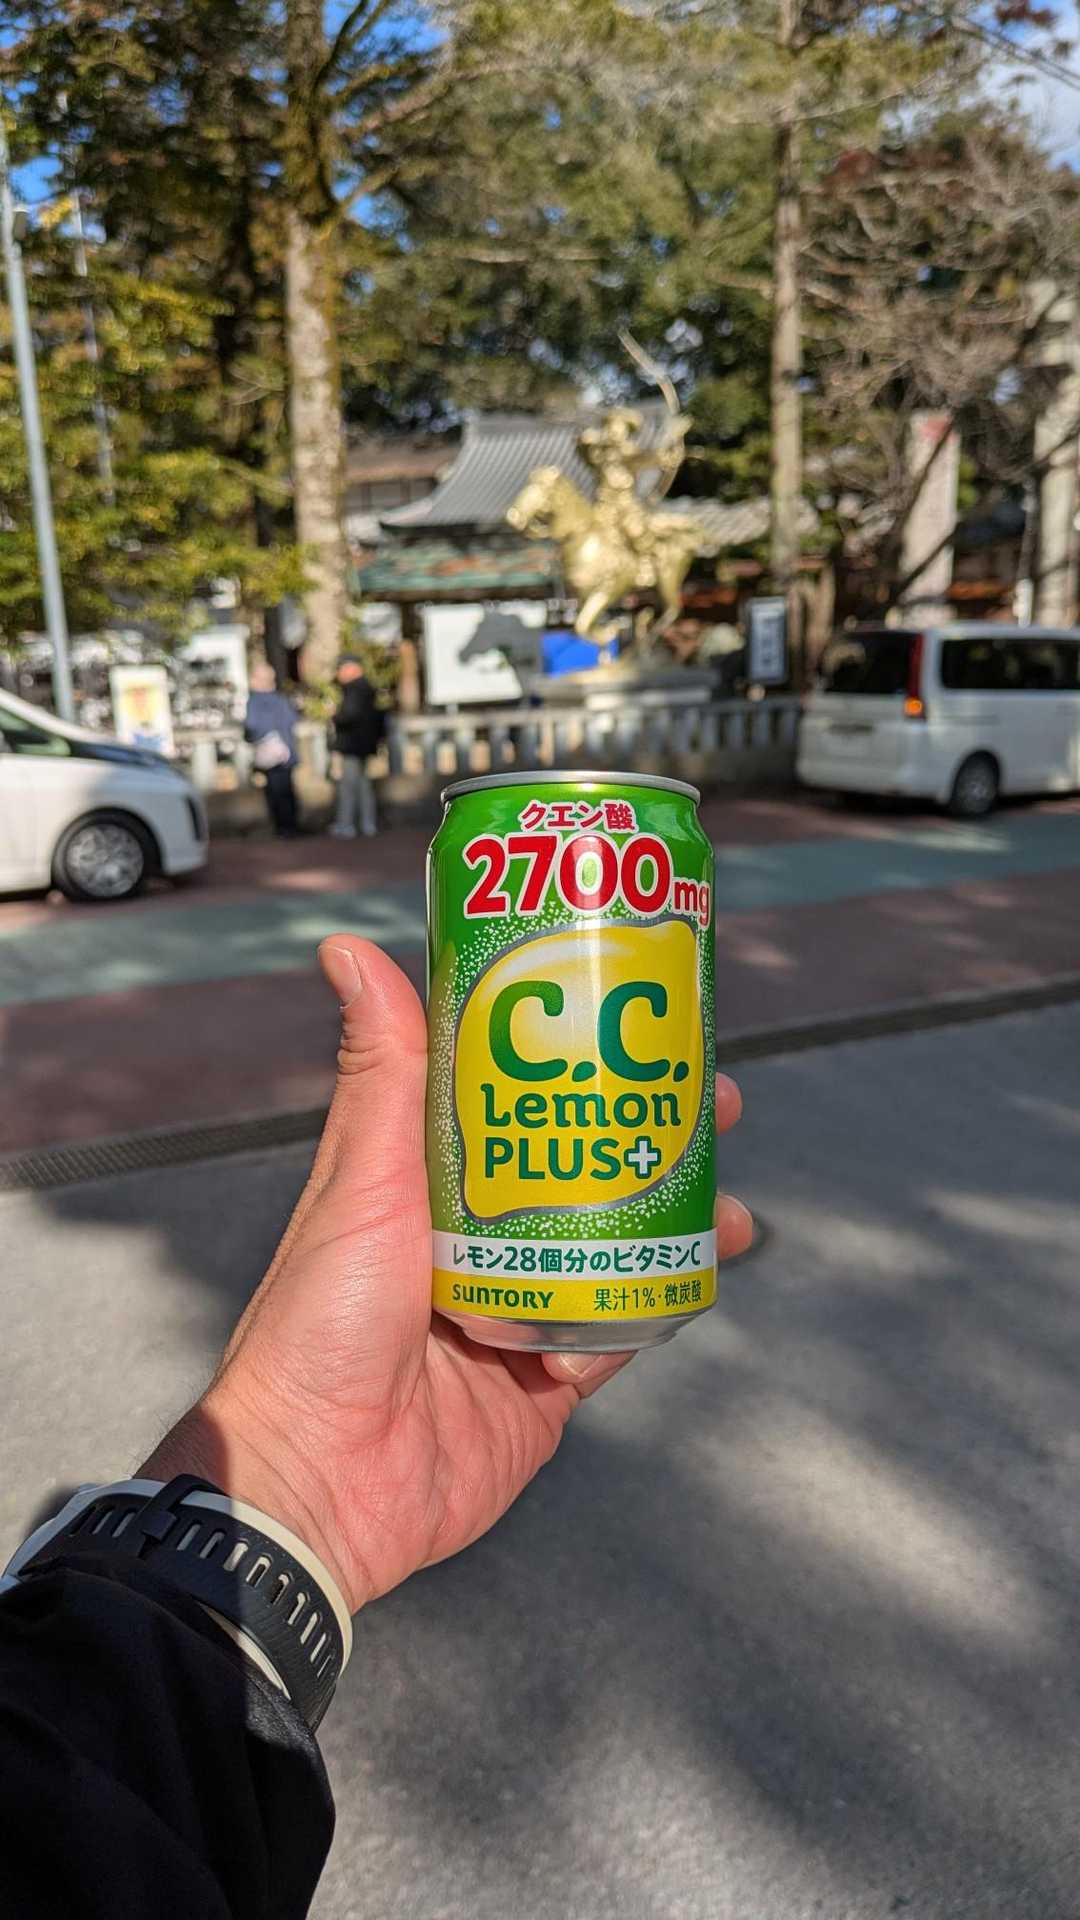 クエン酸
2700mg
C.C.
Lemon
PLUS+
レモン28個分のビタミンC
SUNTORY 果汁1%・微炭酸